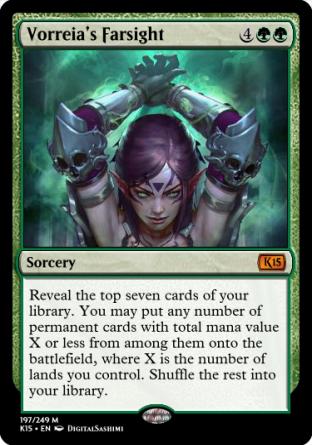 Vorreia's Farsight 4
K15
Sorcery
Reveal the top seven cards of your
library. You may put any number of
permanent cards with total mana value
X or less from among them onto the
battlefield, where X is the number of
lands you control. Shuffle the rest into
your library.
197/249 M
K15 • EN DigitalSashimi